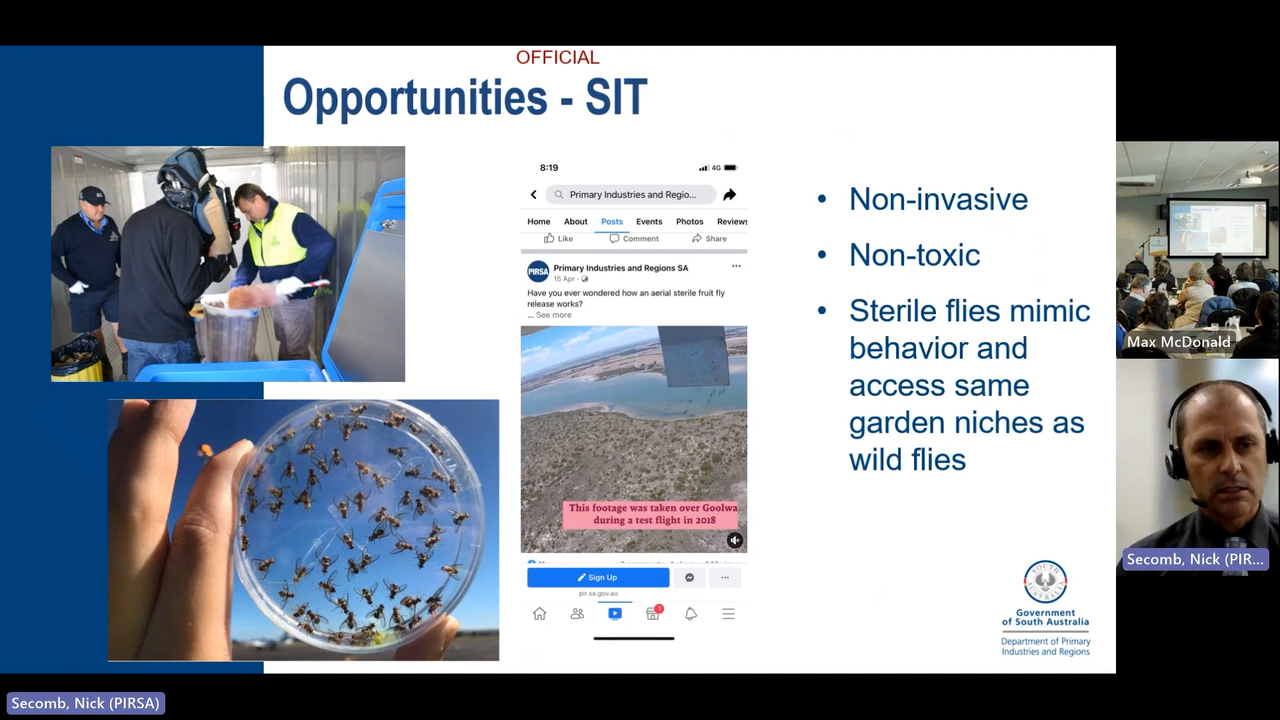 OFFICIAL
Opportunities - SIT
8:19
4G
Primary Industries and Regio...
Home About Posts Events Photos Reviews
Like Comment Share
PIRSA
Primary Industries and Regions SA
15 Apr
Have you ever wondered how an aerial sterile fruit fly
release works?
... See more
This footage was taken over Goolwa
during a test flight in 2018
Sign Up
pir.sa.gov.au
1
• Non-invasive
• Non-toxic
• Sterile flies mimic
behavior and
access same
garden niches as
wild flies
SOUTH AUSTRALIA
Government
of South Australia
Department of Primary
Industries and Regions
Max McDonald
Secomb, Nick (PIR...
Secomb, Nick (PIRSA)